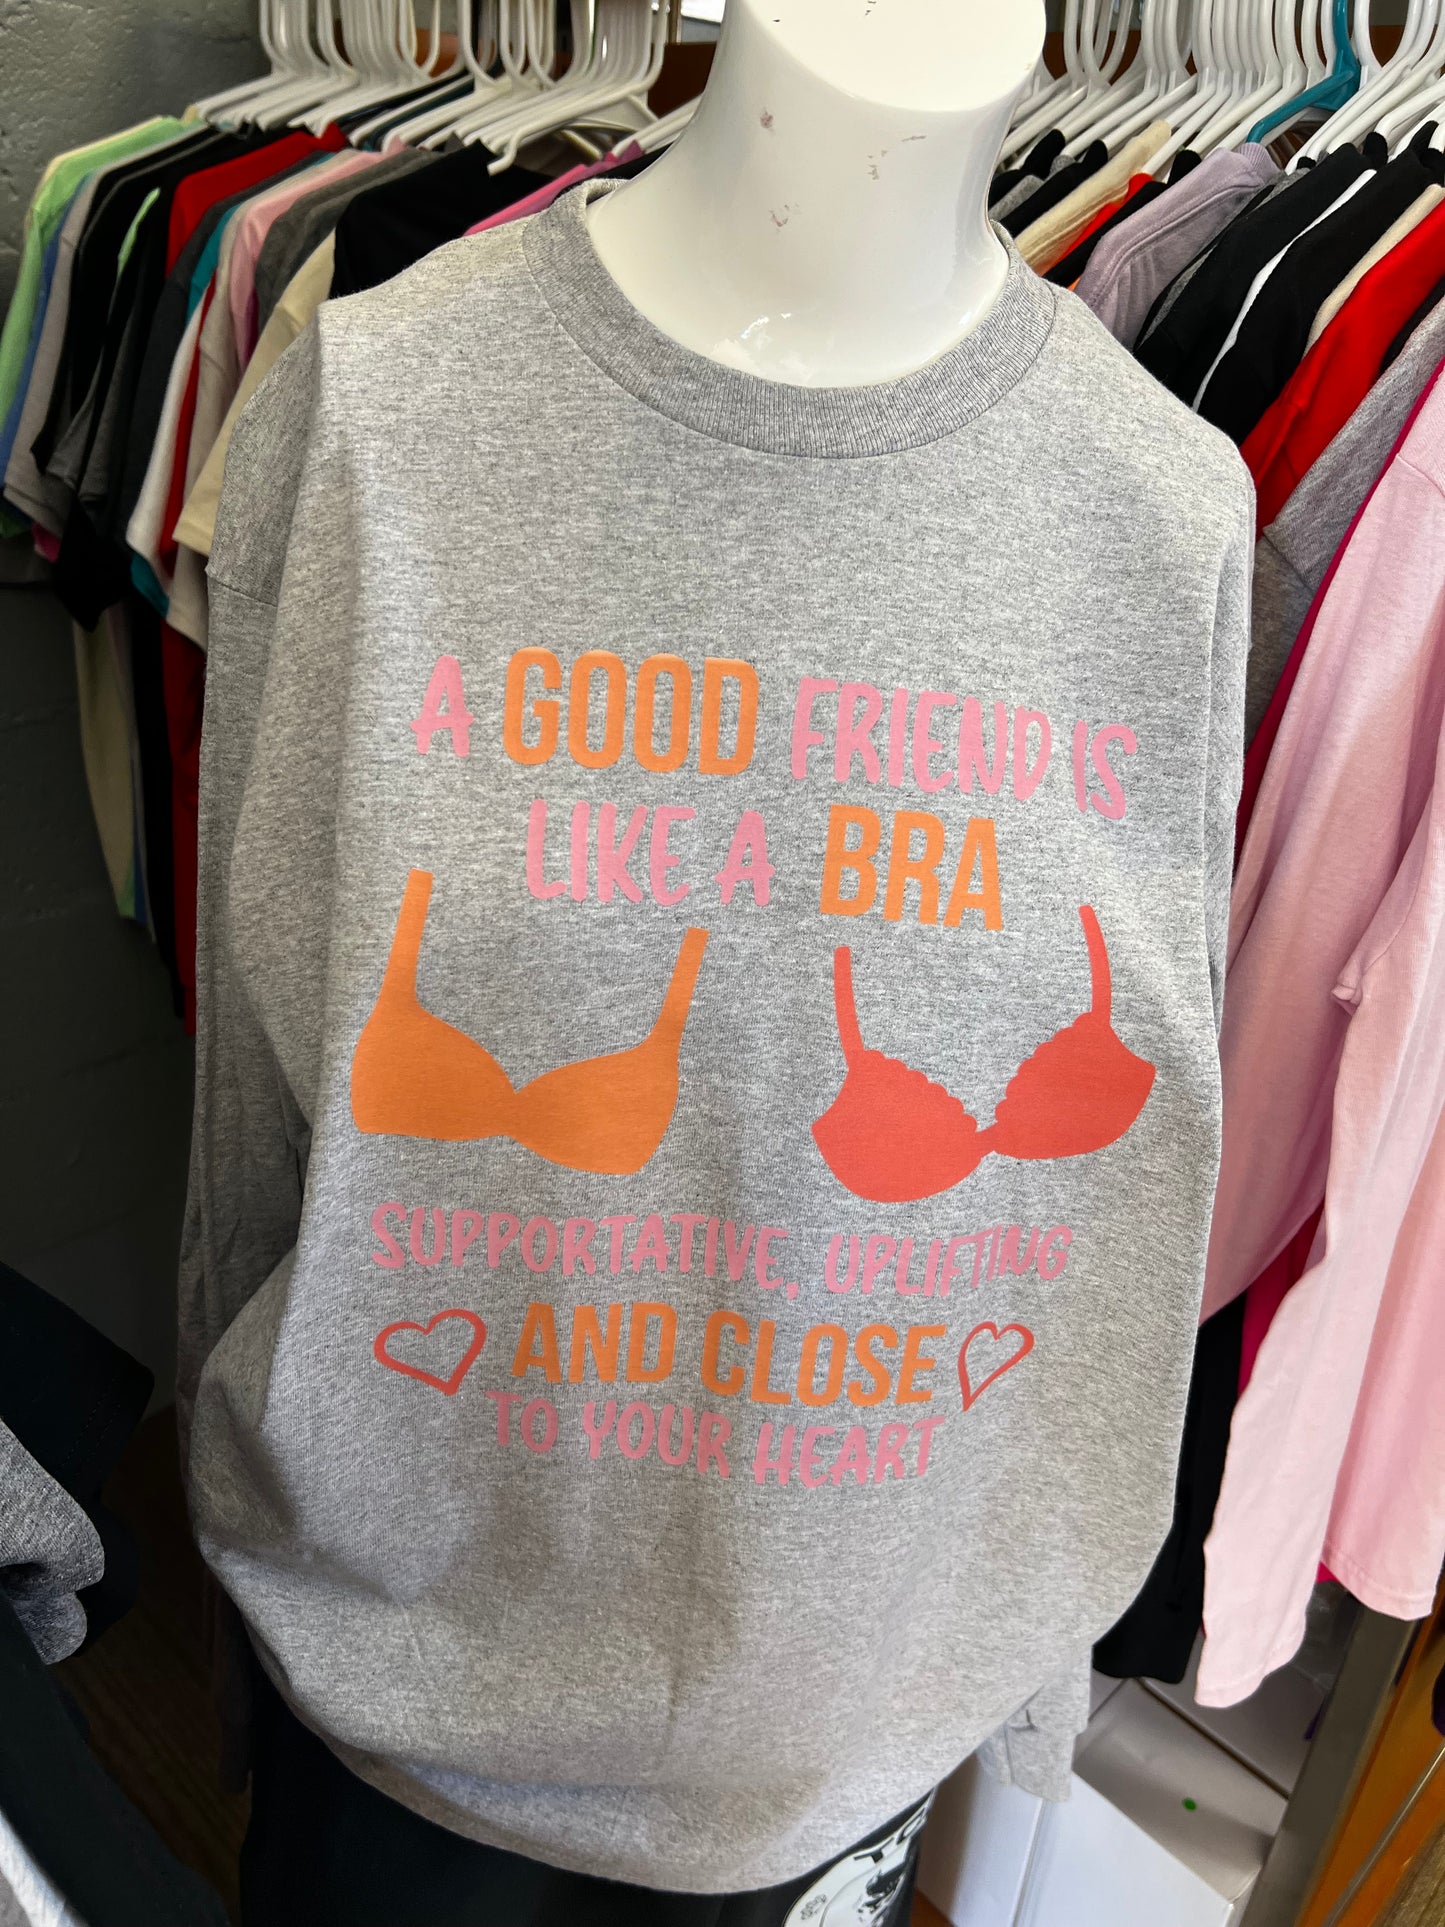 A GOOD FRIEND IS
LIKE A BRA
SUPPORTATIVE, UPLIFTING
AND CLOSE
TO YOUR HEART